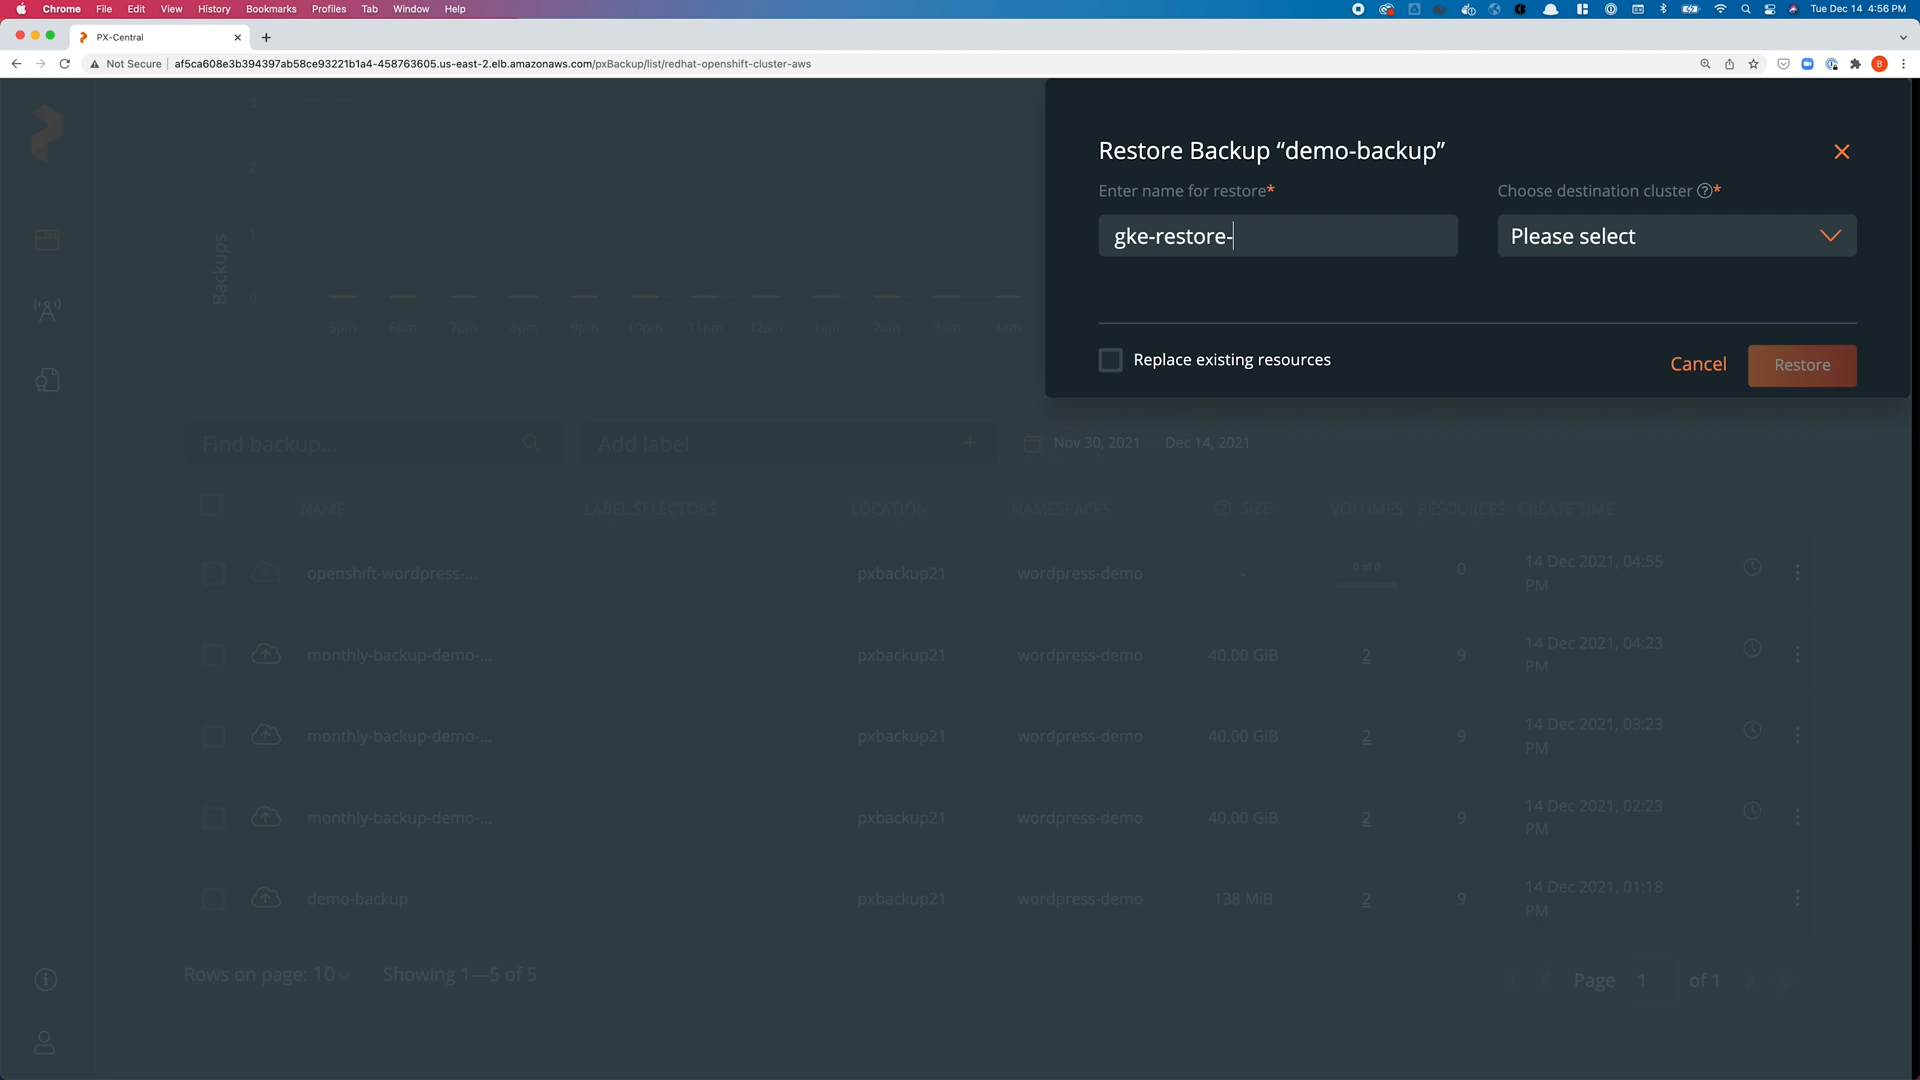 Chrome File Edit View History Bookmarks Profiles Tab Window Help Tue Dec 14 4:56 PM
PX-Central
Not Secure af5ca608e3b394397ab58ce93221b1a4-458763605.us-east-2.elb.amazonaws.com/pxBackup/list/redhat-openshift-cluster-aws B
Restore Backup “demo-backup”
Enter name for restore* Choose destination cluster ?*
gke-restore- Please select
Replace existing resources Cancel Restore
3
2
1
0
Backups
5pm 6pm 7pm 8pm 9pm 10pm 11pm 12am 1am 2am 3am 4am
Find backup... Add label + Nov 30, 2021 - Dec 14, 2021
NAME LABEL SELECTORS LOCATION NAMESPACES ? SIZE VOLUMES RESOURCES CREATE TIME
openshift-wordpress-... pxbackup21 wordpress-demo - 0 of 0 0 14 Dec 2021, 04:55 PM
monthly-backup-demo-... pxbackup21 wordpress-demo 40.00 GiB 2 9 14 Dec 2021, 04:23 PM
monthly-backup-demo-... pxbackup21 wordpress-demo 40.00 GiB 2 9 14 Dec 2021, 03:23 PM
monthly-backup-demo-... pxbackup21 wordpress-demo 40.00 GiB 2 9 14 Dec 2021, 02:23 PM
demo-backup pxbackup21 wordpress-demo 138 MiB 2 9 14 Dec 2021, 01:18 PM
Rows on page: 10 Showing 1—5 of 5 Page 1 of 1